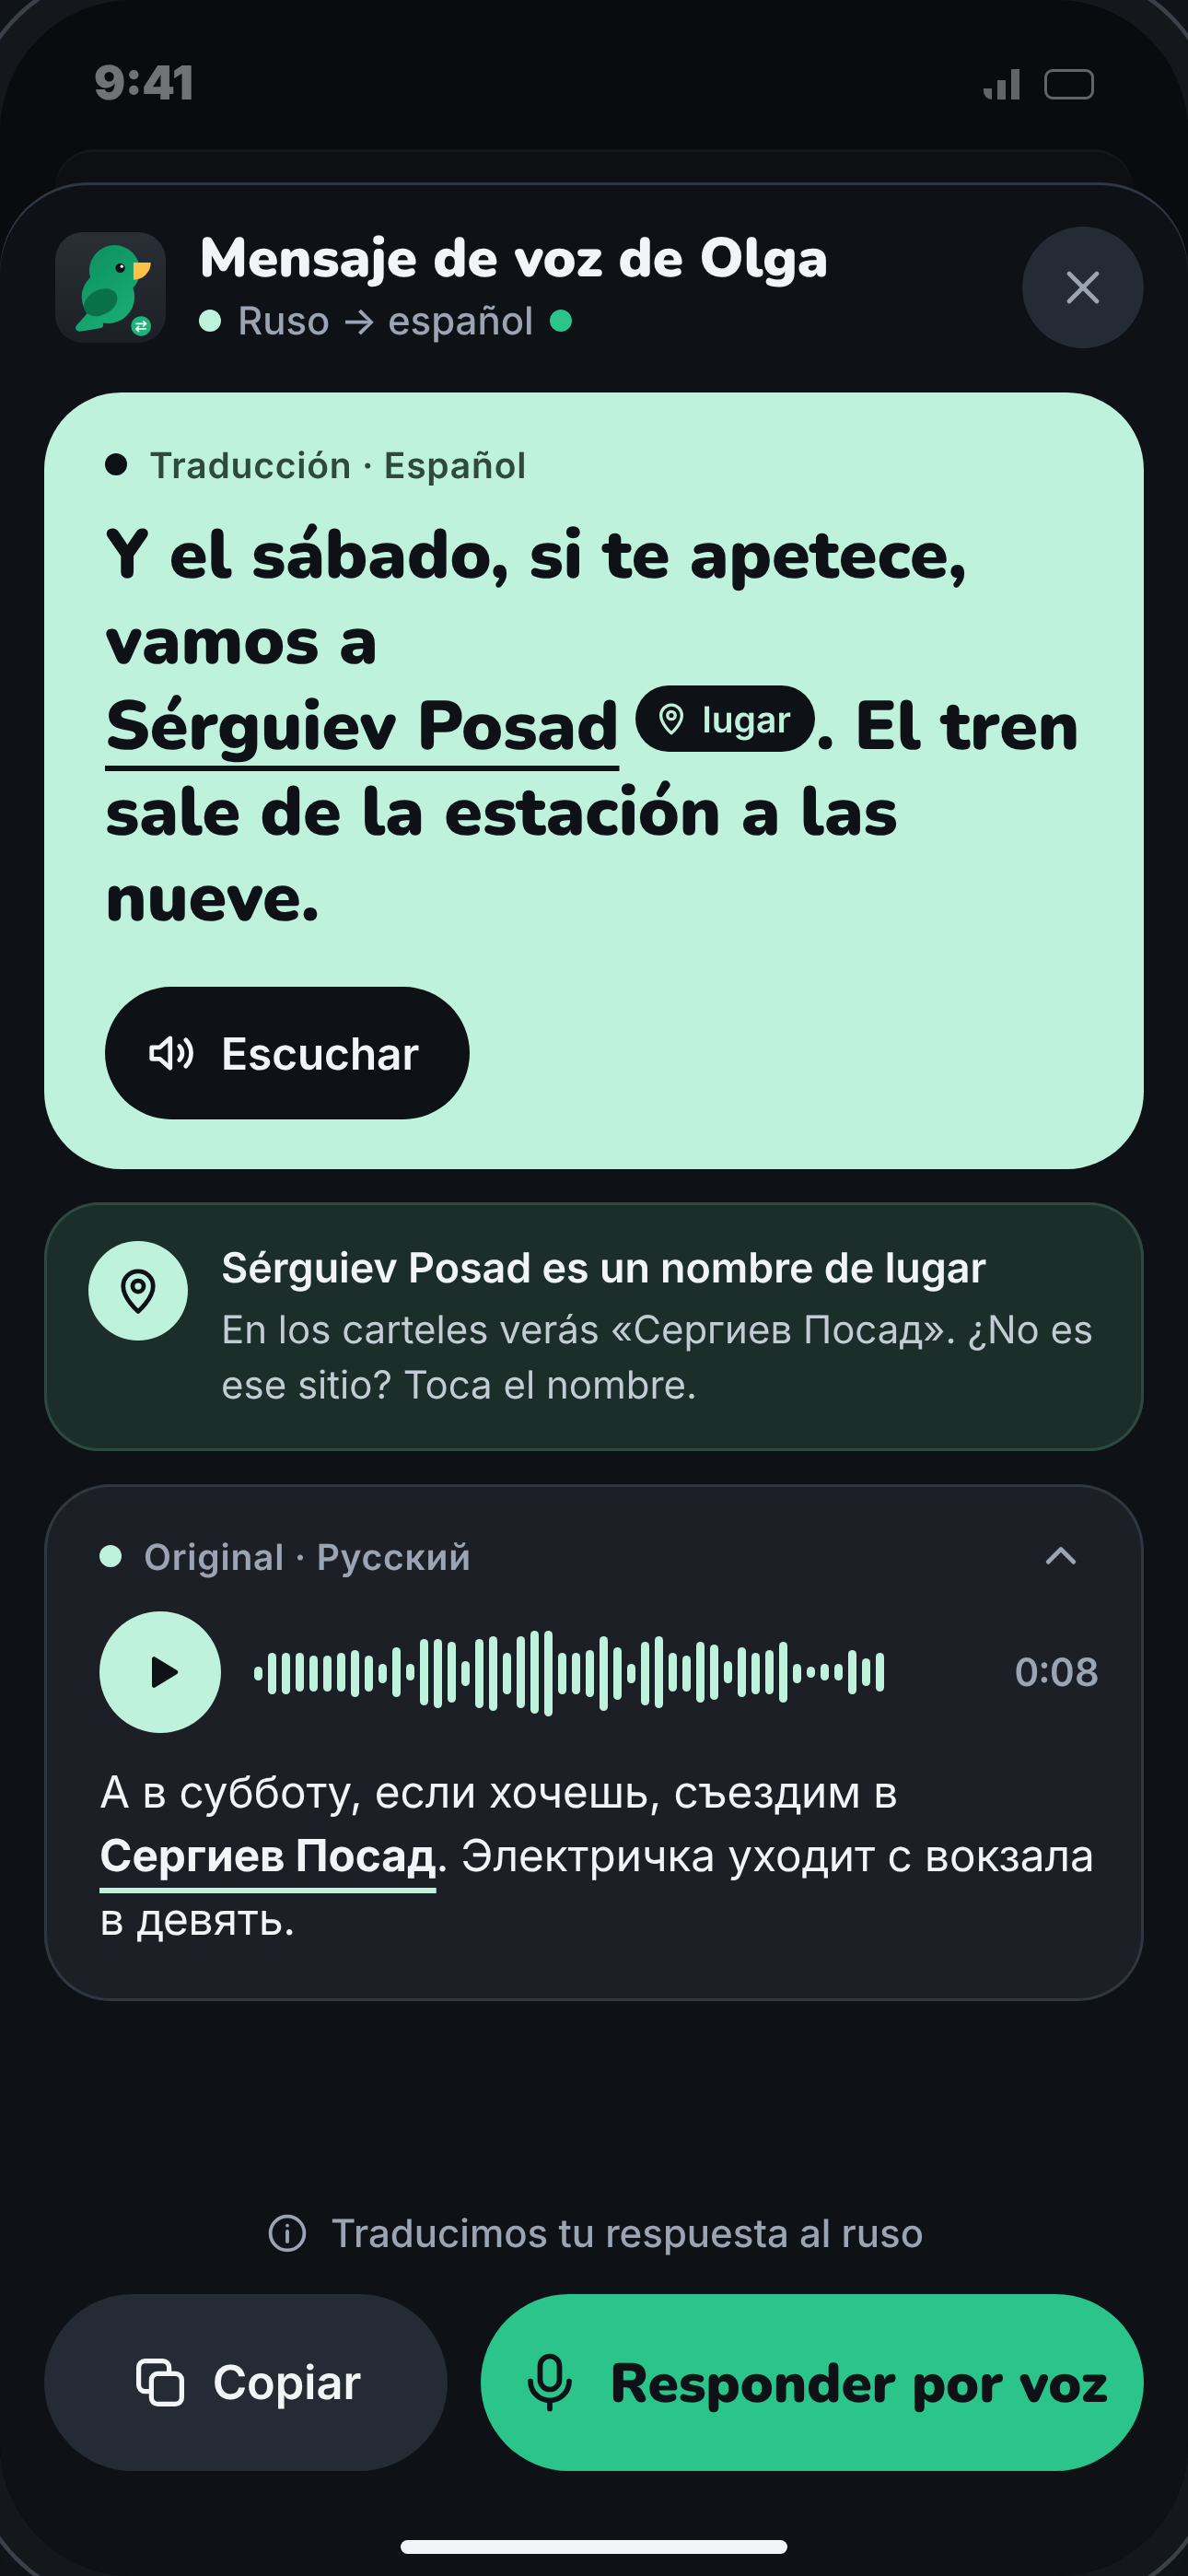 9:41
Mensaje de voz de Olga
Ruso → español
Traducción · Español
Y el sábado, si te apetece,
vamos a
Sérguiev Posad lugar. El tren
sale de la estación a las
nueve.
Escuchar
Sérguiev Posad es un nombre de lugar
En los carteles verás «Сергиев Посад». ¿No es
ese sitio? Toca el nombre.
Original · Русский
0:08
А в субботу, если хочешь, съездим в
Сергиев Посад. Электричка уходит с вокзала
в девять.
Traducimos tu respuesta al ruso
Copiar
Responder por voz